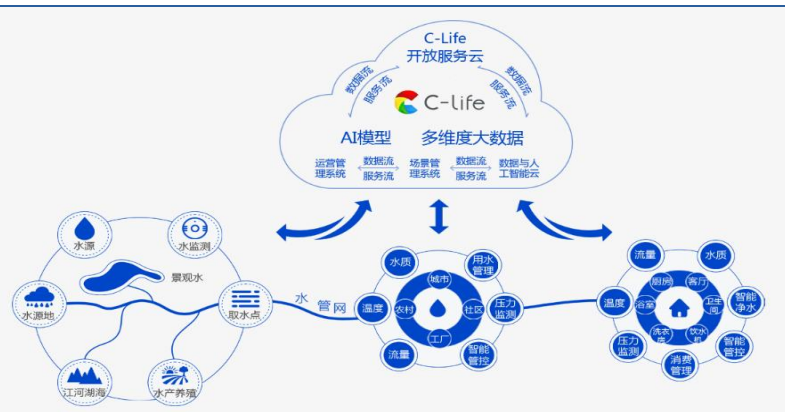 C-Life
开放服务云
数据流
服务流
数据流
服务流
C-Life
AI模型
多维度大数据
运营管
理系统
数据流
服务流
场景管
理系统
数据流
服务流
数据与人
工智能云
水源
水监测
景观水
水源地
取水点
江河湖海
水产养殖
水管网
水质
用水
管理
城市
温度
农村
社区
压力
监测
工厂
流量
智能
管控
流量
水质
厨房
客厅
温度
浴室
卫生
间
智能
净水
洗衣
房
饮水
机
压力
监测
消费
管理
智能
管控